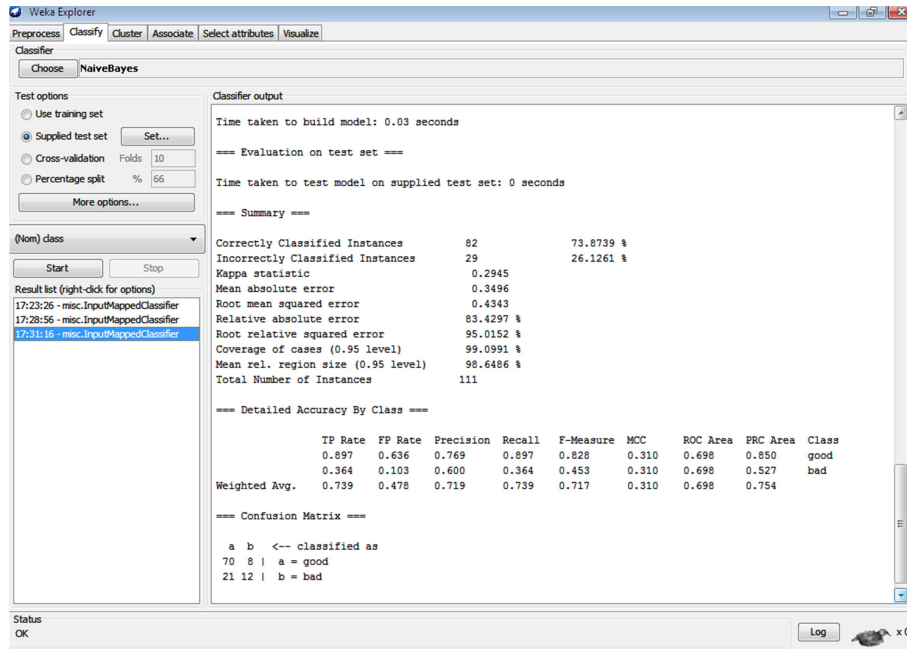 Weka Explorer
Preprocess Classify Cluster Associate Select attributes Visualize
Classifier
Choose NaiveBayes
Test options
Use training set
Supplied test set Set...
Cross-validation Folds 10
Percentage split % 66
More options...
(Nom) class
Start Stop
Result list (right-click for options)
17:23:26 - misc.InputMappedClassifier
17:28:56 - misc.InputMappedClassifier
17:31:16 - misc.InputMappedClassifier
Classifier output
Time taken to build model: 0.03 seconds
=== Evaluation on test set ===
Time taken to test model on supplied test set: 0 seconds
=== Summary ===
Correctly Classified Instances 82 73.8739 %
Incorrectly Classified Instances 29 26.1261 %
Kappa statistic 0.2945
Mean absolute error 0.3496
Root mean squared error 0.4343
Relative absolute error 83.4297 %
Root relative squared error 95.0152 %
Coverage of cases (0.95 level) 99.0991 %
Mean rel. region size (0.95 level) 98.6486 %
Total Number of Instances 111
=== Detailed Accuracy By Class ===
TP Rate FP Rate Precision Recall F-Measure MCC ROC Area PRC Area Class
0.897 0.636 0.769 0.897 0.828 0.310 0.698 0.850 good
0.364 0.103 0.600 0.364 0.453 0.310 0.698 0.527 bad
Weighted Avg. 0.739 0.478 0.719 0.739 0.717 0.310 0.698 0.754
=== Confusion Matrix ===
a b <-- classified as
70 8 | a = good
21 12 | b = bad
Status
OK
Log x 0